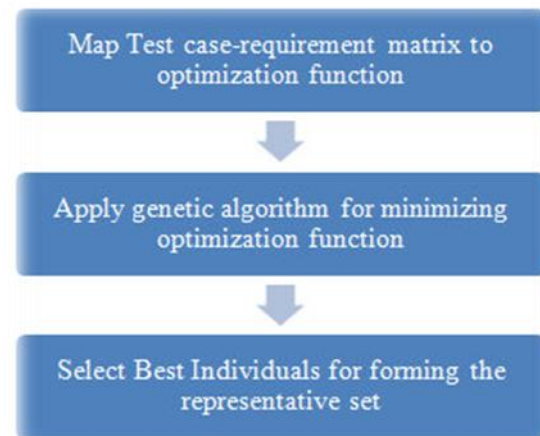 Map Test case-requirement matrix to
optimization function
Apply genetic algorithm for minimizing
optimization function
Select Best Individuals for forming the
representative set